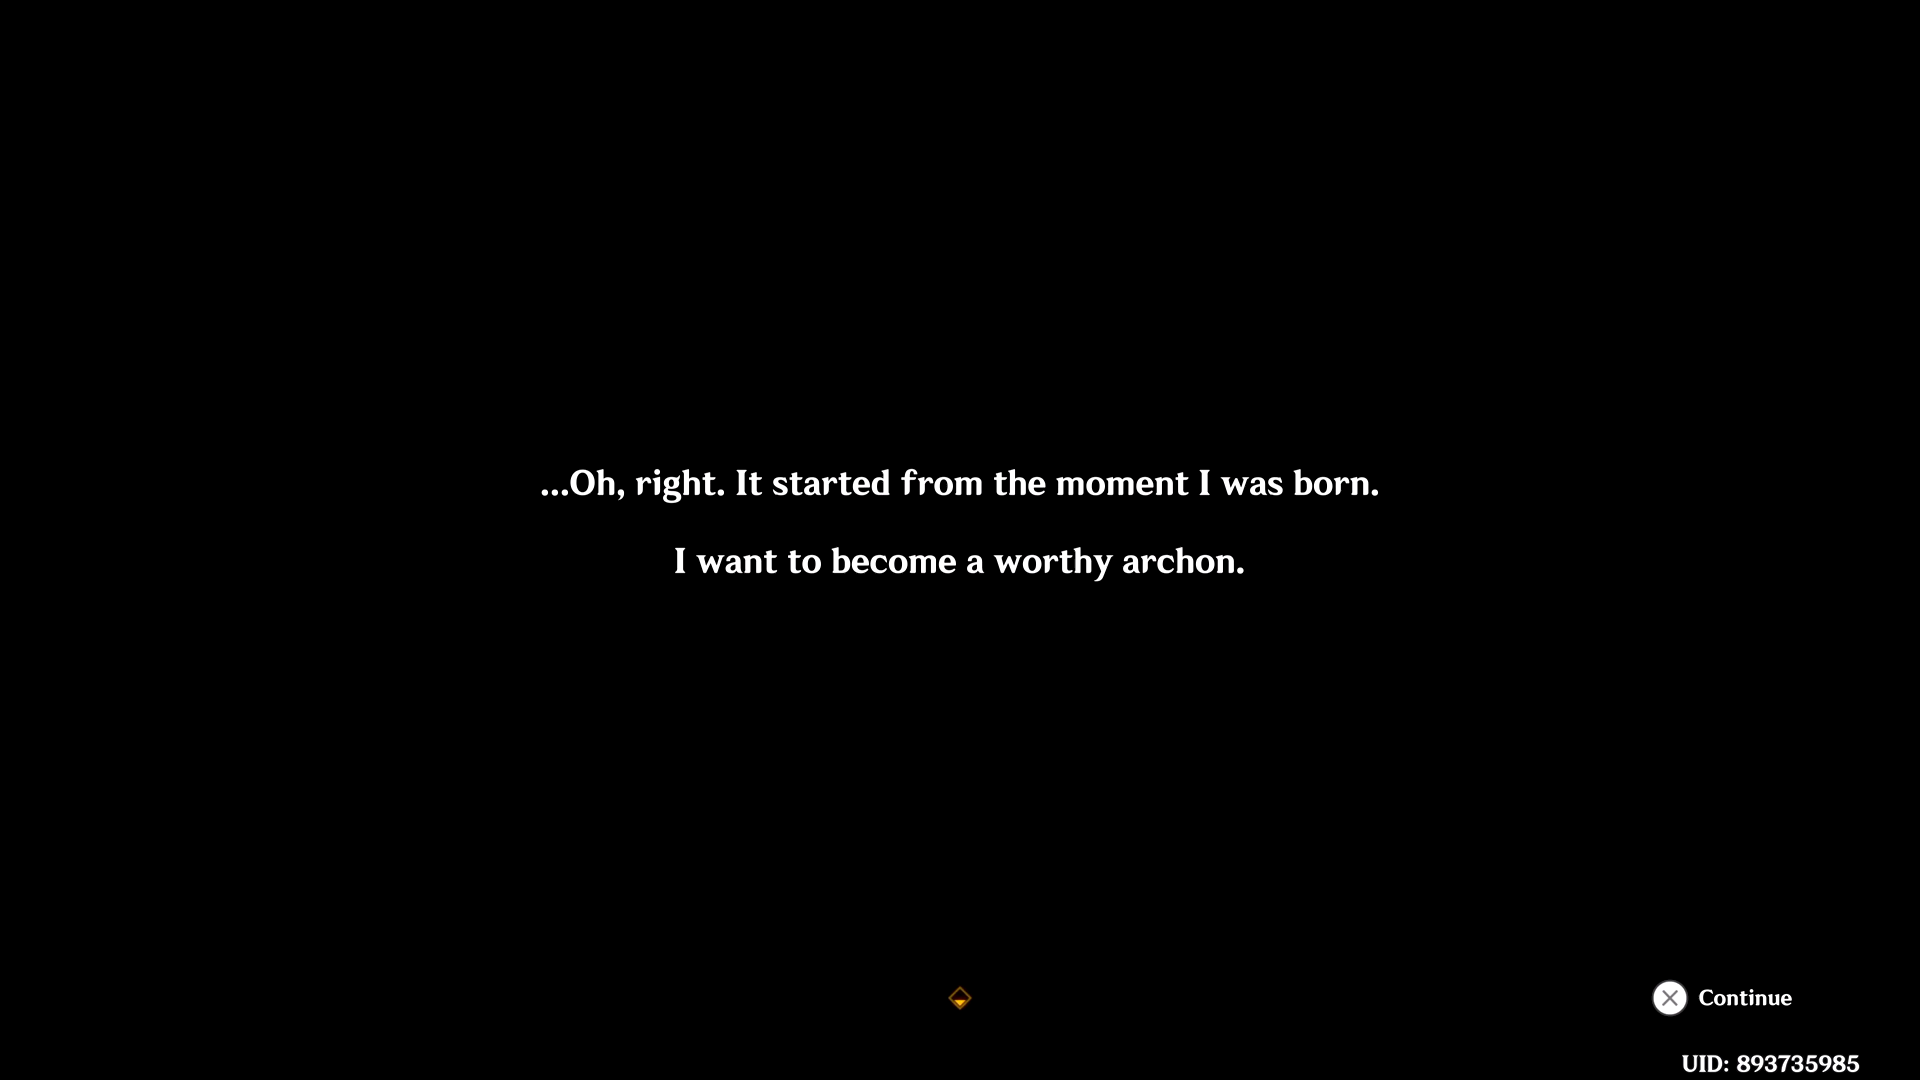 ...Oh, right. It started from the moment I was born.
I want to become a worthy archon.
Continue
UID: 893735985